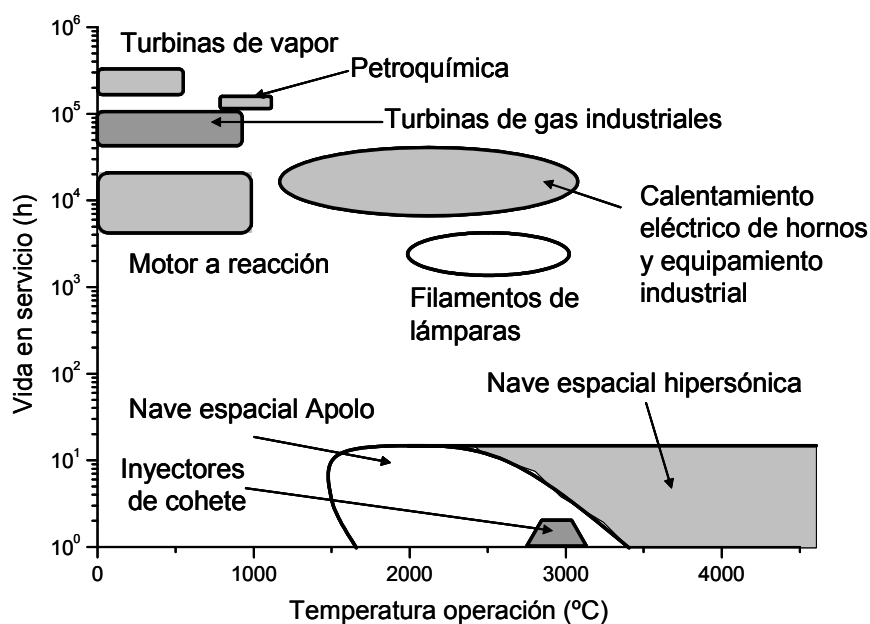 10⁶
Turbinas de vapor
Petroquímica
10⁵
Turbinas de gas industriales
10⁴
Calentamiento
eléctrico de hornos
y equipamiento
industrial
Motor a reacción
10³
Filamentos de
lámparas
10²
Nave espacial hipersónica
Nave espacial Apolo
10¹
Inyectores
de cohete
10⁰
Vida en servicio (h)
0 1000 2000 3000 4000
Temperatura operación (ºC)